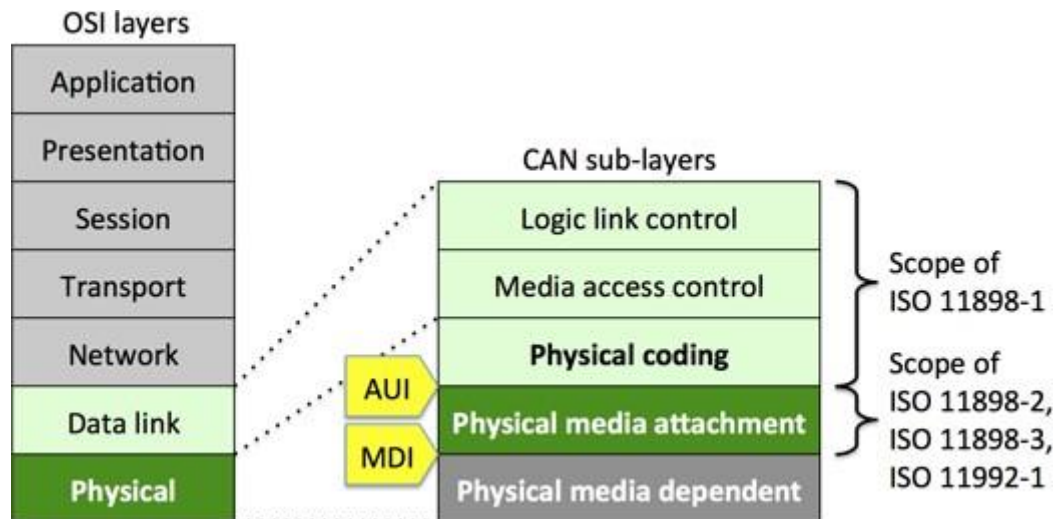 OSI layers
Application
Presentation
Session
Transport
Network
Data link
Physical
CAN sub-layers
Logic link control
Media access control
Physical coding
Physical media attachment
Physical media dependent
AUI
MDI
Scope of
ISO 11898-1
Scope of
ISO 11898-2,
ISO 11898-3,
ISO 11992-1